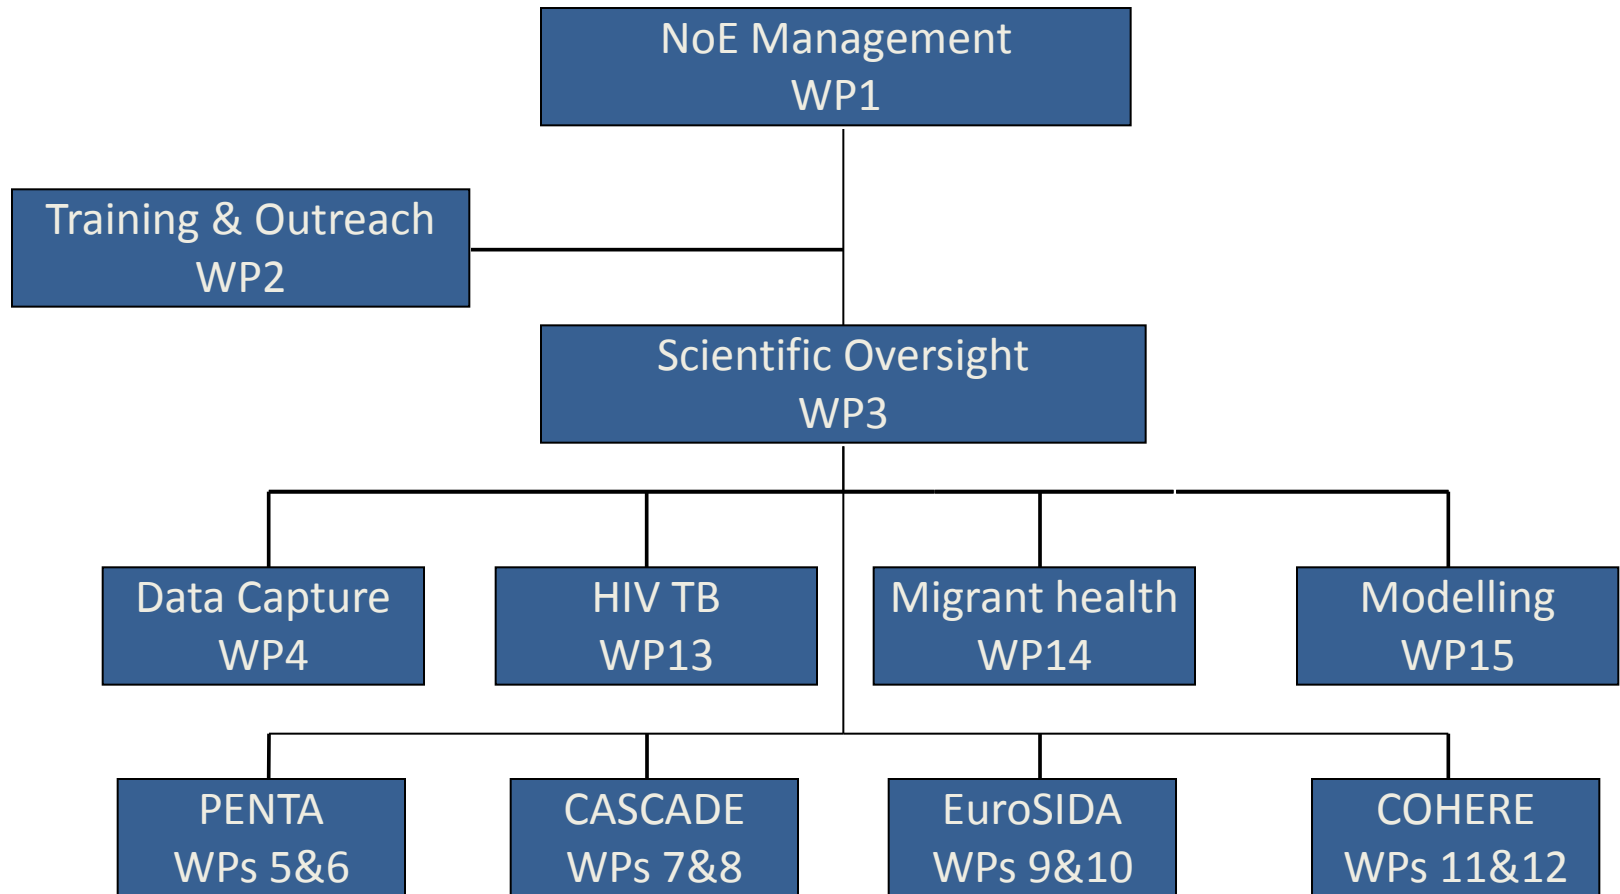 NoE Management
WP1
Training & Outreach
WP2
Scientific Oversight
WP3
Data Capture
WP4
HIV TB
WP13
Migrant health
WP14
Modelling
WP15
PENTA
WPs 5&6
CASCADE
WPs 7&8
EuroSIDA
WPs 9&10
COHERE
WPs 11&12